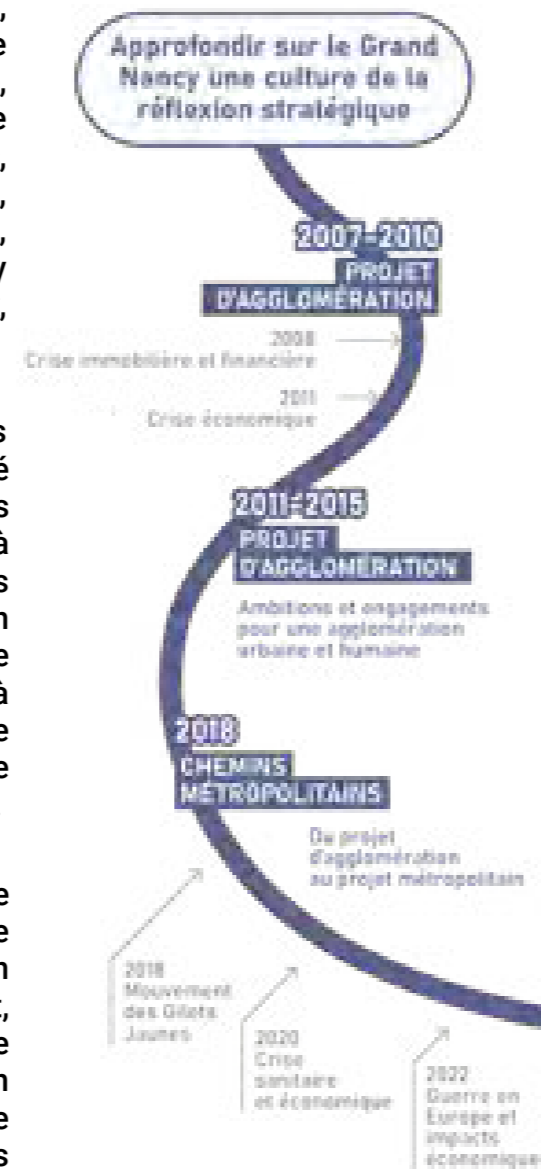 Approfondir sur le Grand
Nancy une culture de la
réflexion stratégique
2007-2010
PROJET
D'AGGLOMÉRATION
2008
Crise immobilière et financière
2011
Crise économique
2011-2015
PROJET
D'AGGLOMÉRATION
Ambitions et engagements
pour une agglomération
urbaine et humaine
2018
CHEMINS
MÉTROPOLITAINS
Du projet
d'agglomération
au projet métropolitain
2018
Mouvement
des Gilets
Jaunes
2020
Crise
sanitaire
et économique
2022
Guerre en
Europe et
impacts
économique